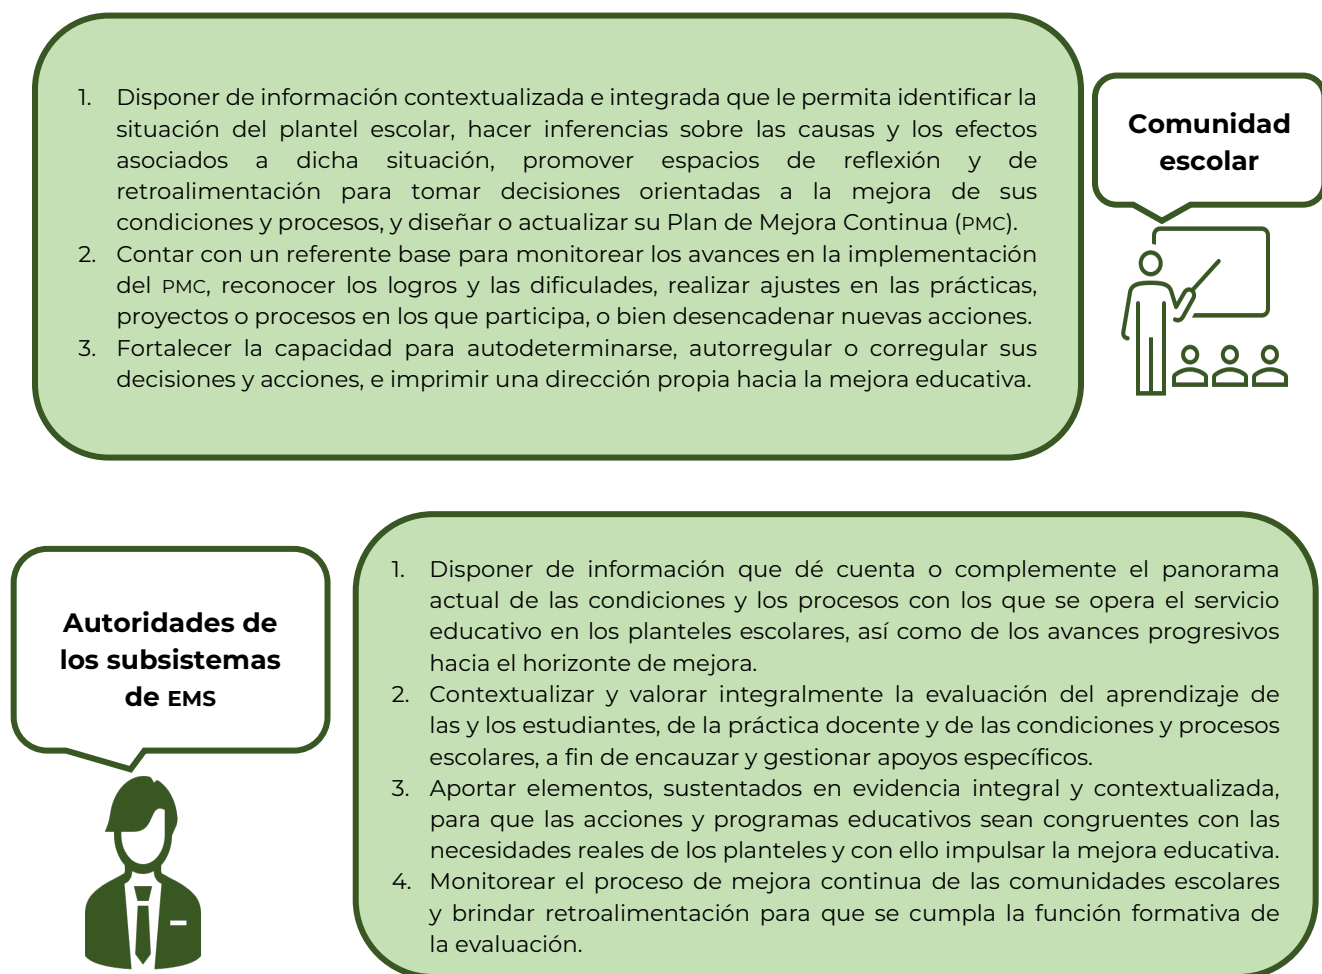 1. Disponer de información contextualizada e integrada que le permita identificar la
situación del plantel escolar, hacer inferencias sobre las causas y los efectos
asociados a dicha situación, promover espacios de reflexión y de
retroalimentación para tomar decisiones orientadas a la mejora de sus
condiciones y procesos, y diseñar o actualizar su Plan de Mejora Continua (PMC).
2. Contar con un referente base para monitorear los avances en la implementación
del PMC, reconocer los logros y las dificulades, realizar ajustes en las prácticas,
proyectos o procesos en los que participa, o bien desencadenar nuevas acciones.
3. Fortalecer la capacidad para autodeterminarse, autorregular o corregular sus
decisiones y acciones, e imprimir una dirección propia hacia la mejora educativa.
Comunidad
escolar
Autoridades de
los subsistemas
de EMS
1. Disponer de información que dé cuenta o complemente el panorama
actual de las condiciones y los procesos con los que se opera el servicio
educativo en los planteles escolares, así como de los avances progresivos
hacia el horizonte de mejora.
2. Contextualizar y valorar integralmente la evaluación del aprendizaje de
las y los estudiantes, de la práctica docente y de las condiciones y procesos
escolares, a fin de encauzar y gestionar apoyos específicos.
3. Aportar elementos, sustentados en evidencia integral y contextualizada,
para que las acciones y programas educativos sean congruentes con las
necesidades reales de los planteles y con ello impulsar la mejora educativa.
4. Monitorear el proceso de mejora continua de las comunidades escolares
y brindar retroalimentación para que se cumpla la función formativa de
la evaluación.